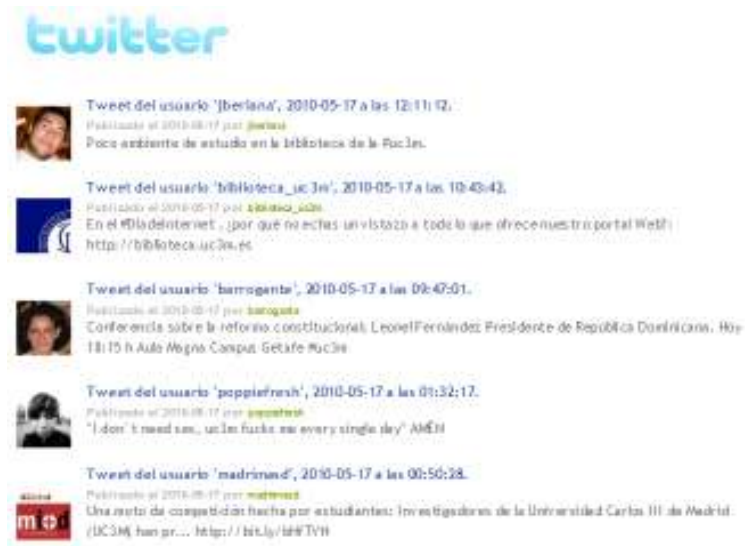 twitter
Tweet del usuario 'jberlana', 2010-05-17 a las 12:11:12.
Publicado el 2010-05-17 por jberlana
Poco ambiente de estudio en la biblioteca de la #uc3m.
Tweet del usuario 'biblioteca_uc3m', 2010-05-17 a las 10:43:42.
Publicado el 2010-05-17 por biblioteca_uc3m
En el #DiadeInternet , ¿por qué no echas un vistazo a todo lo que ofrece nuestro portal Web?:
http://biblioteca.uc3m.es
Tweet del usuario 'barrogante', 2010-05-17 a las 09:47:01.
Publicado el 2010-05-17 por barrogante
Conferencia sobre la reforma constitucional: Leonel Fernández Presidente de República Dominicana. Hoy
18:15 h Aula Magna Campus Getafe #uc3m
Tweet del usuario 'poppiefresh', 2010-05-17 a las 01:32:17.
Publicado el 2010-05-17 por poppiefresh
"I don´t need sex, uc3m fucks me every single day" AMÉN
Tweet del usuario 'madrimasd', 2010-05-17 a las 00:50:28.
Publicado el 2010-05-17 por madrimasd
mi+d
Una moto de competición hecha por estudiantes: Investigadores de la Universidad Carlos III de Madrid
(UC3M) han pr... http://bit.ly/